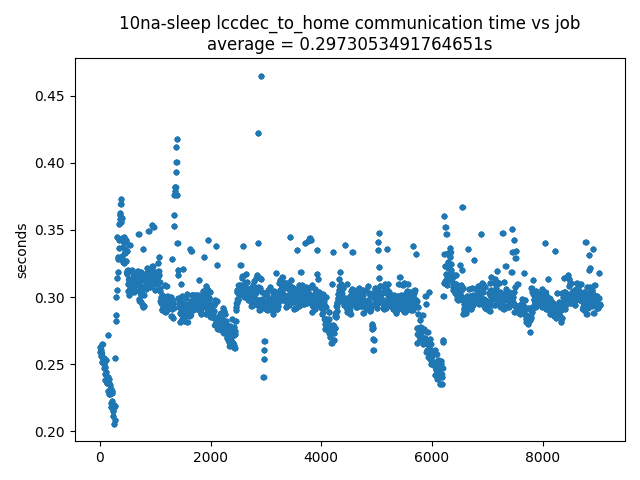 10na-sleep lccdec_to_home communication time vs job
average = 0.2973053491764651s
0.45
0.40
0.35
0.30
0.25
0.20
seconds
0 2000 4000 6000 8000